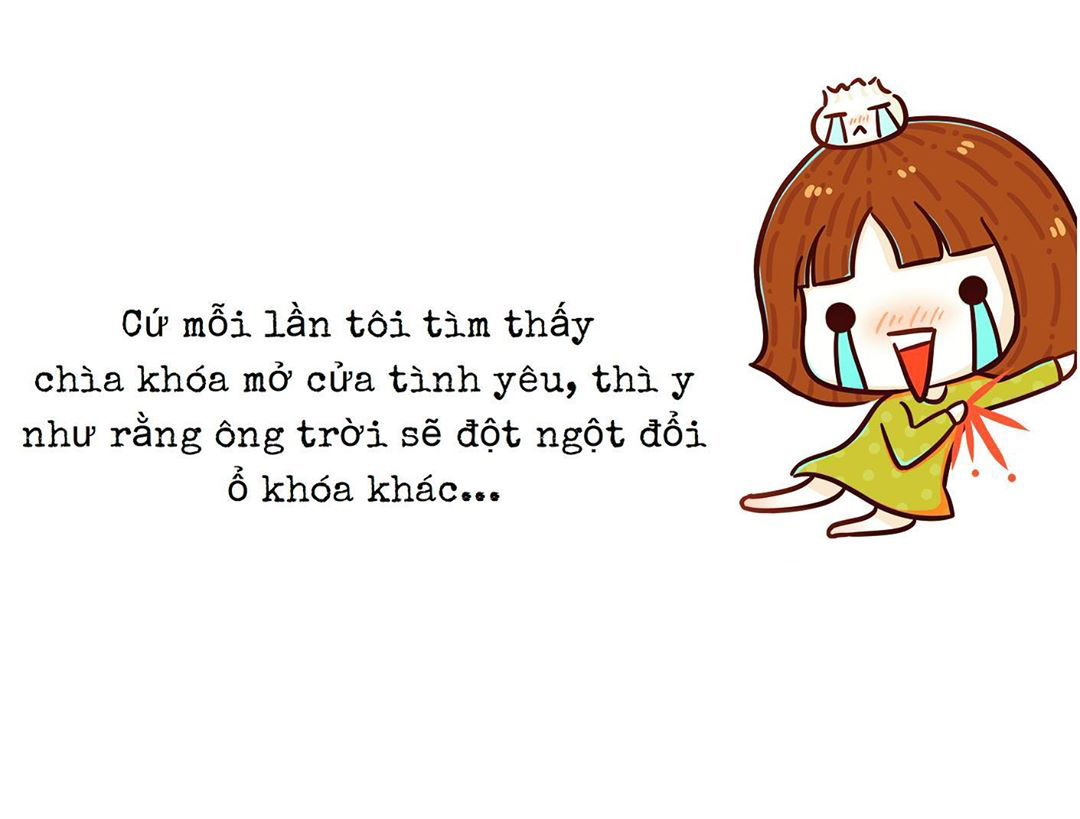 Cứ mỗi lần tôi tìm thấy
chìa khóa mở cửa tình yêu, thì y
như rằng ông trời sẽ đột ngột đổi
ổ khóa khác...